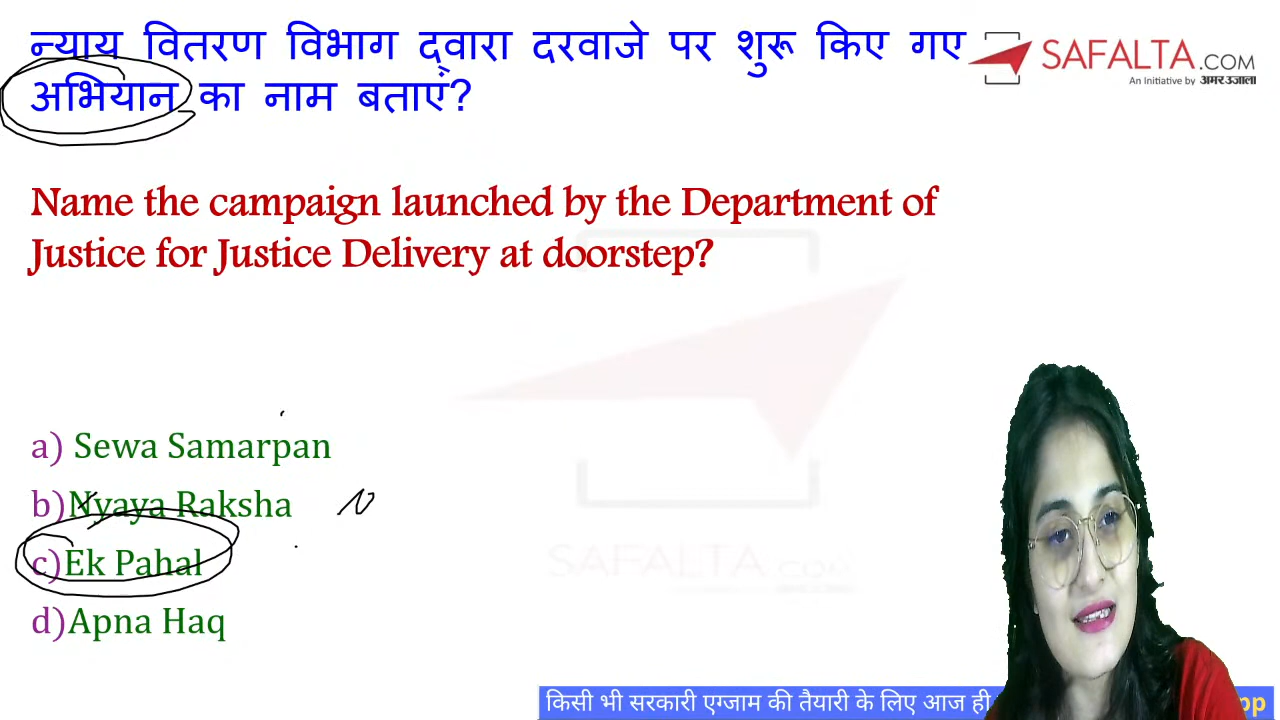 न्याय वितरण विभाग द्वारा दरवाजे पर शुरू किए गए
अभियान का नाम बताएं?
SAFALTA.COM
An Initiative by अमर उजाला
Name the campaign launched by the Department of
Justice for Justice Delivery at doorstep?
a) Sewa Samarpan
b)Nyaya Raksha
c)Ek Pahal
d)Apna Haq
SAFALTA.COM
किसी भी सरकारी एग्जाम की तैयारी के लिए आज ही